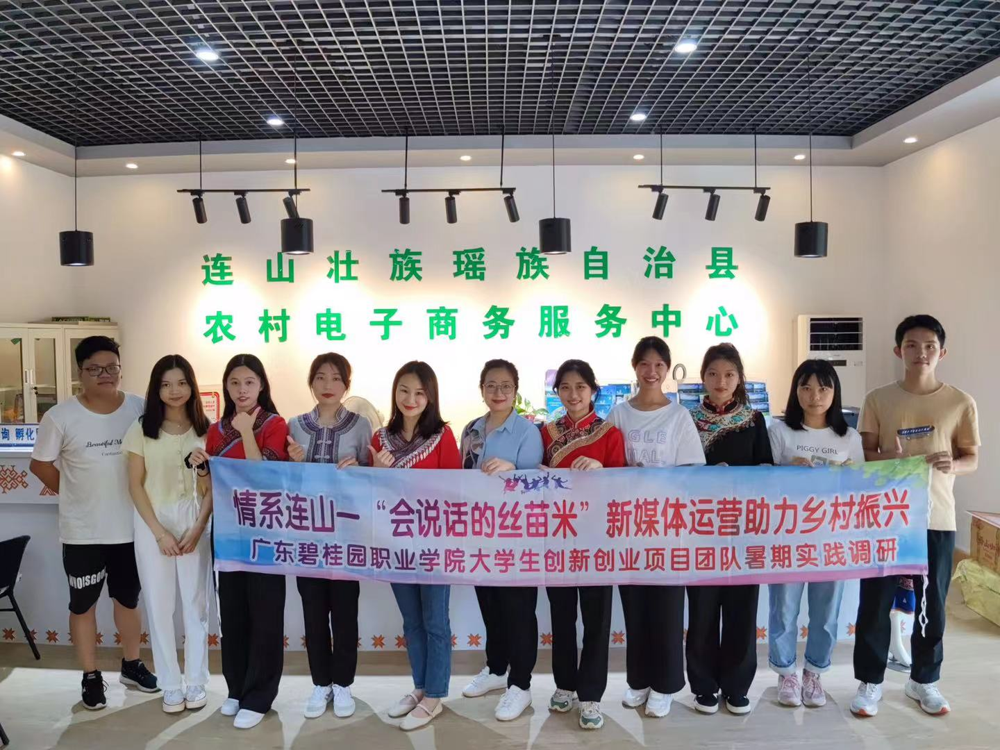 连山壮族瑶族自治县
农村电子商务服务中心
询 孵化
Beautiful
PIGGY GIRL
情系连山一“会说话的丝苗米”新媒体运营助力乡村振兴
广东碧桂园职业学院大学生创新创业项目团队暑期实践调研